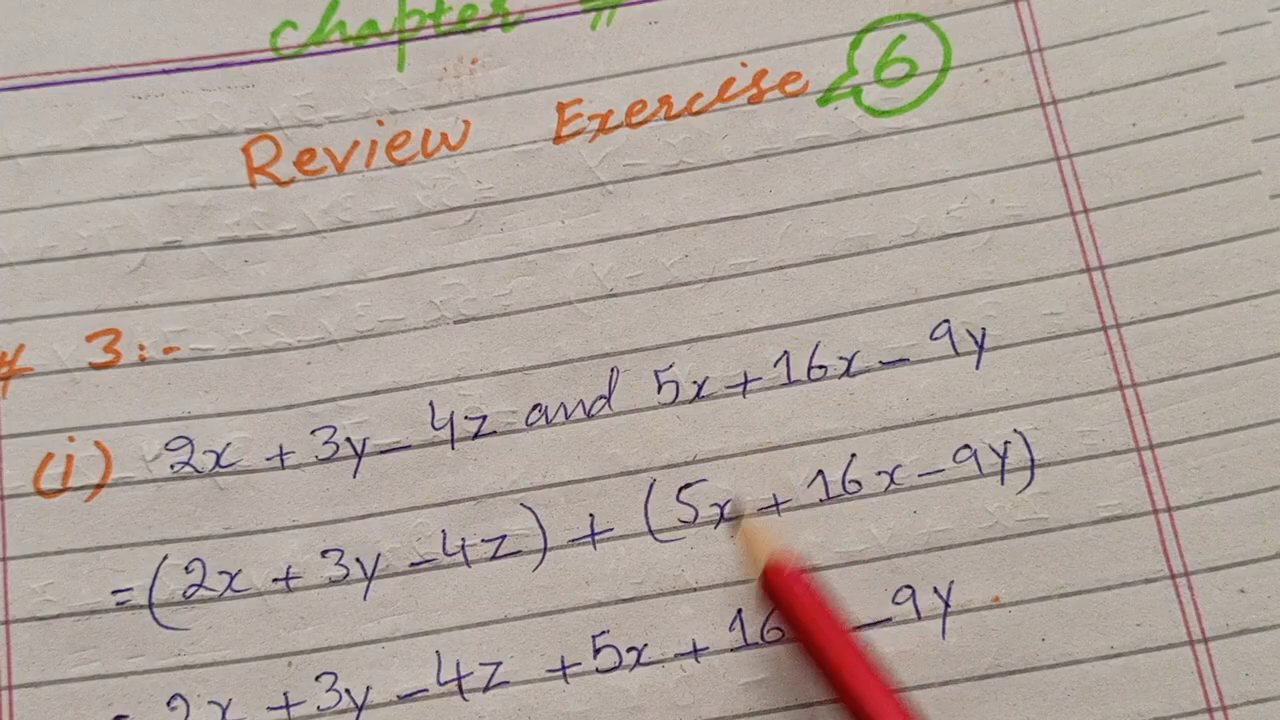 Chapter #
Review Exercise 6
# 3:-
(i) 2x + 3y - 4z and 5x + 16x - 9y
= (2x + 3y - 4z) + (5x + 16x - 9y)
= 2x + 3y - 4z + 5x + 16 - 9y